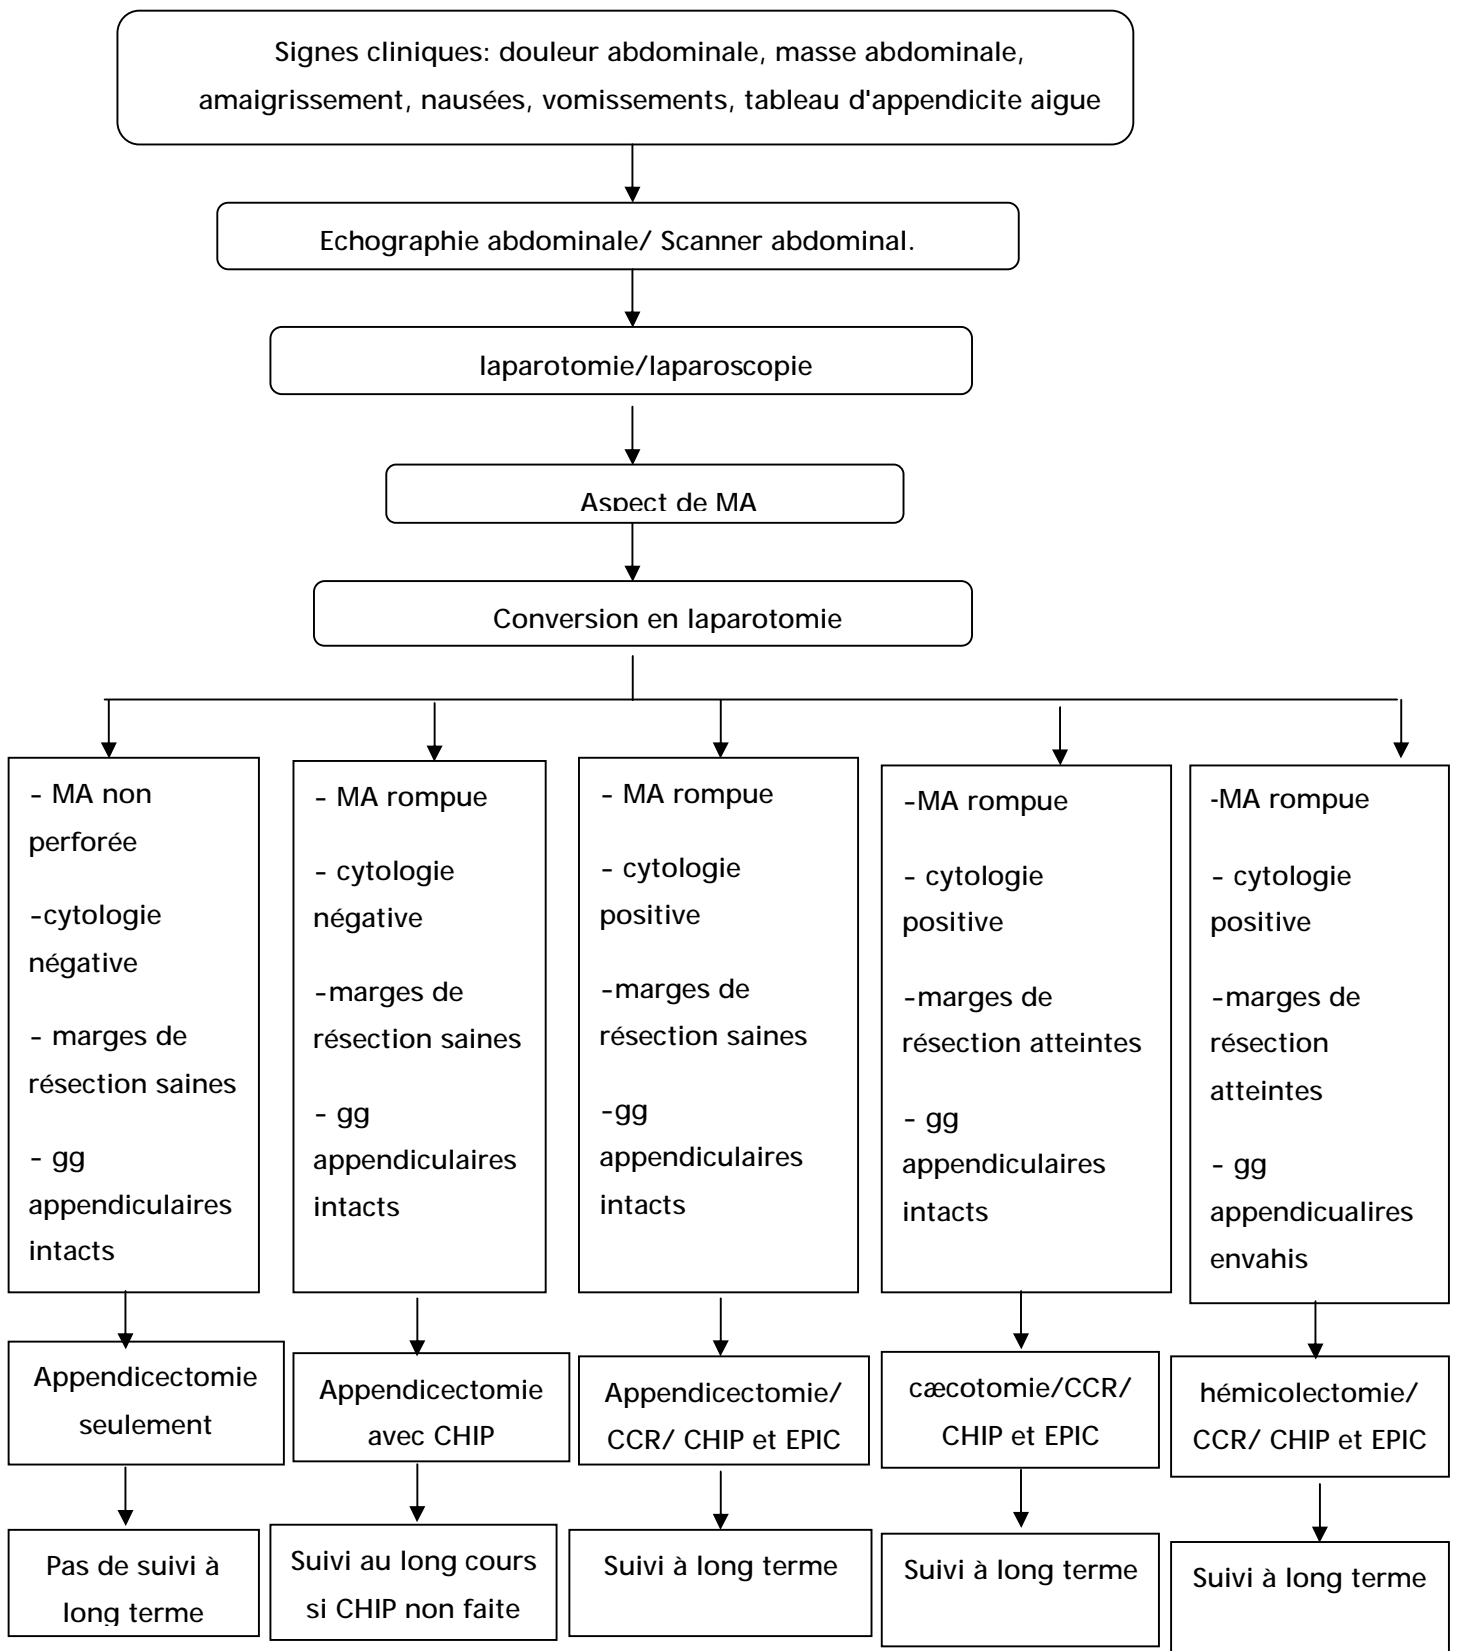 Signes cliniques: douleur abdominale, masse abdominale,
amaigrissement, nausées, vomissements, tableau d'appendicite aigue
Echographie abdominale/ Scanner abdominal.
laparotomie/laparoscopie
Aspect de MA
Conversion en laparotomie
- MA non
perforée
-cytologie
négative
- marges de
résection saines
- gg
appendiculaires
intacts
- MA rompue
- cytologie
négative
-marges de
résection saines
- gg
appendiculaires
intacts
- MA rompue
- cytologie
positive
-marges de
résection saines
-gg
appendiculaires
intacts
-MA rompue
- cytologie
positive
-marges de
résection atteintes
- gg
appendiculaires
intacts
-MA rompue
- cytologie
positive
-marges de
résection
atteintes
- gg
appendicualires
envahis
Appendicectomie
seulement
Appendicectomie
avec CHIP
Appendicectomie/
CCR/ CHIP et EPIC
cæcotomie/CCR/
CHIP et EPIC
hémicolectomie/
CCR/ CHIP et EPIC
Pas de suivi à
long terme
Suivi au long cours
si CHIP non faite
Suivi à long terme
Suivi à long terme
Suivi à long terme